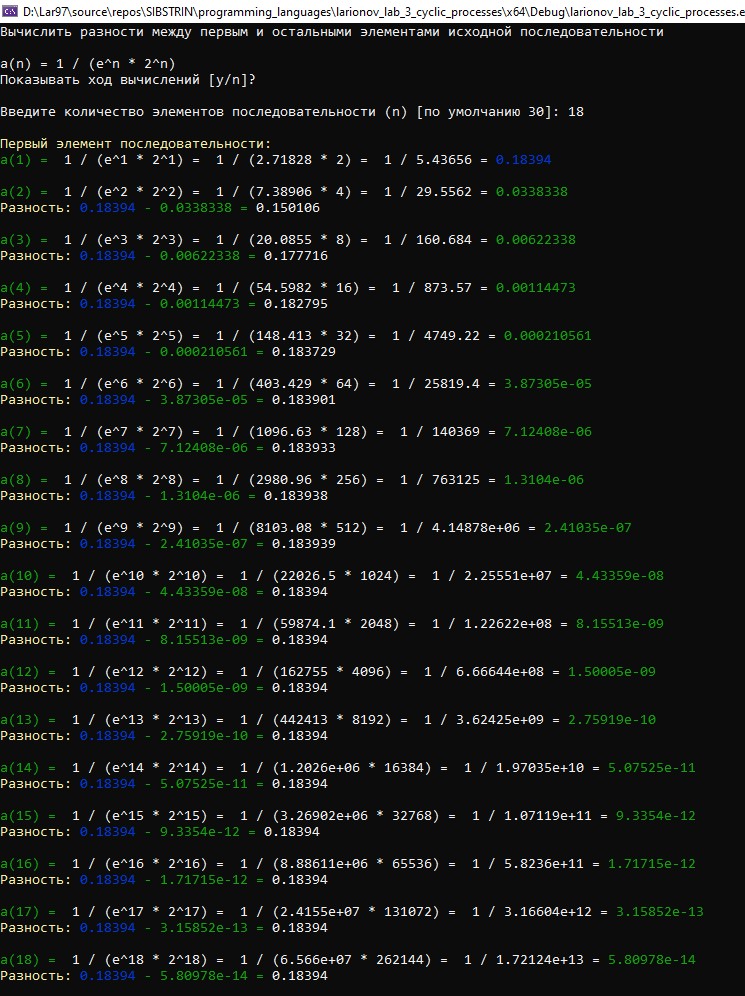 D:\Lar97\source\repos\SIBSTRIN\programming_languages\larionov_lab_3_cyclic_processes\x64\Debug\larionov_lab_3_cyclic_processes.e
Вычислить разности между первым и остальными элементами исходной последовательности
a(n) = 1 / (e^n * 2^n)
Показывать ход вычислений [y/n]?
Введите количество элементов последовательности (n) [по умолчанию 30]: 18
Первый элемент последовательности:
a(1) =  1 / (e^1 * 2^1) =  1 / (2.71828 * 2) =  1 / 5.43656 = 0.18394
a(2) =  1 / (e^2 * 2^2) =  1 / (7.38906 * 4) =  1 / 29.5562 = 0.0338338
Разность: 0.18394 - 0.0338338 = 0.150106
a(3) =  1 / (e^3 * 2^3) =  1 / (20.0855 * 8) =  1 / 160.684 = 0.00622338
Разность: 0.18394 - 0.00622338 = 0.177716
a(4) =  1 / (e^4 * 2^4) =  1 / (54.5982 * 16) =  1 / 873.57 = 0.00114473
Разность: 0.18394 - 0.00114473 = 0.182795
a(5) =  1 / (e^5 * 2^5) =  1 / (148.413 * 32) =  1 / 4749.22 = 0.000210561
Разность: 0.18394 - 0.000210561 = 0.183729
a(6) =  1 / (e^6 * 2^6) =  1 / (403.429 * 64) =  1 / 25819.4 = 3.87305e-05
Разность: 0.18394 - 3.87305e-05 = 0.183901
a(7) =  1 / (e^7 * 2^7) =  1 / (1096.63 * 128) =  1 / 140369 = 7.12408e-06
Разность: 0.18394 - 7.12408e-06 = 0.183933
a(8) =  1 / (e^8 * 2^8) =  1 / (2980.96 * 256) =  1 / 763125 = 1.3104e-06
Разность: 0.18394 - 1.3104e-06 = 0.183938
a(9) =  1 / (e^9 * 2^9) =  1 / (8103.08 * 512) =  1 / 4.14878e+06 = 2.41035e-07
Разность: 0.18394 - 2.41035e-07 = 0.183939
a(10) =  1 / (e^10 * 2^10) =  1 / (22026.5 * 1024) =  1 / 2.25551e+07 = 4.43359e-08
Разность: 0.18394 - 4.43359e-08 = 0.18394
a(11) =  1 / (e^11 * 2^11) =  1 / (59874.1 * 2048) =  1 / 1.22622e+08 = 8.15513e-09
Разность: 0.18394 - 8.15513e-09 = 0.18394
a(12) =  1 / (e^12 * 2^12) =  1 / (162755 * 4096) =  1 / 6.66644e+08 = 1.50005e-09
Разность: 0.18394 - 1.50005e-09 = 0.18394
a(13) =  1 / (e^13 * 2^13) =  1 / (442413 * 8192) =  1 / 3.62425e+09 = 2.75919e-10
Разность: 0.18394 - 2.75919e-10 = 0.18394
a(14) =  1 / (e^14 * 2^14) =  1 / (1.2026e+06 * 16384) =  1 / 1.97035e+10 = 5.07525e-11
Разность: 0.18394 - 5.07525e-11 = 0.18394
a(15) =  1 / (e^15 * 2^15) =  1 / (3.26902e+06 * 32768) =  1 / 1.07119e+11 = 9.3354e-12
Разность: 0.18394 - 9.3354e-12 = 0.18394
a(16) =  1 / (e^16 * 2^16) =  1 / (8.88611e+06 * 65536) =  1 / 5.8236e+11 = 1.71715e-12
Разность: 0.18394 - 1.71715e-12 = 0.18394
a(17) =  1 / (e^17 * 2^17) =  1 / (2.4155e+07 * 131072) =  1 / 3.16604e+12 = 3.15852e-13
Разность: 0.18394 - 3.15852e-13 = 0.18394
a(18) =  1 / (e^18 * 2^18) =  1 / (6.566e+07 * 262144) =  1 / 1.72124e+13 = 5.80978e-14
Разность: 0.18394 - 5.80978e-14 = 0.18394